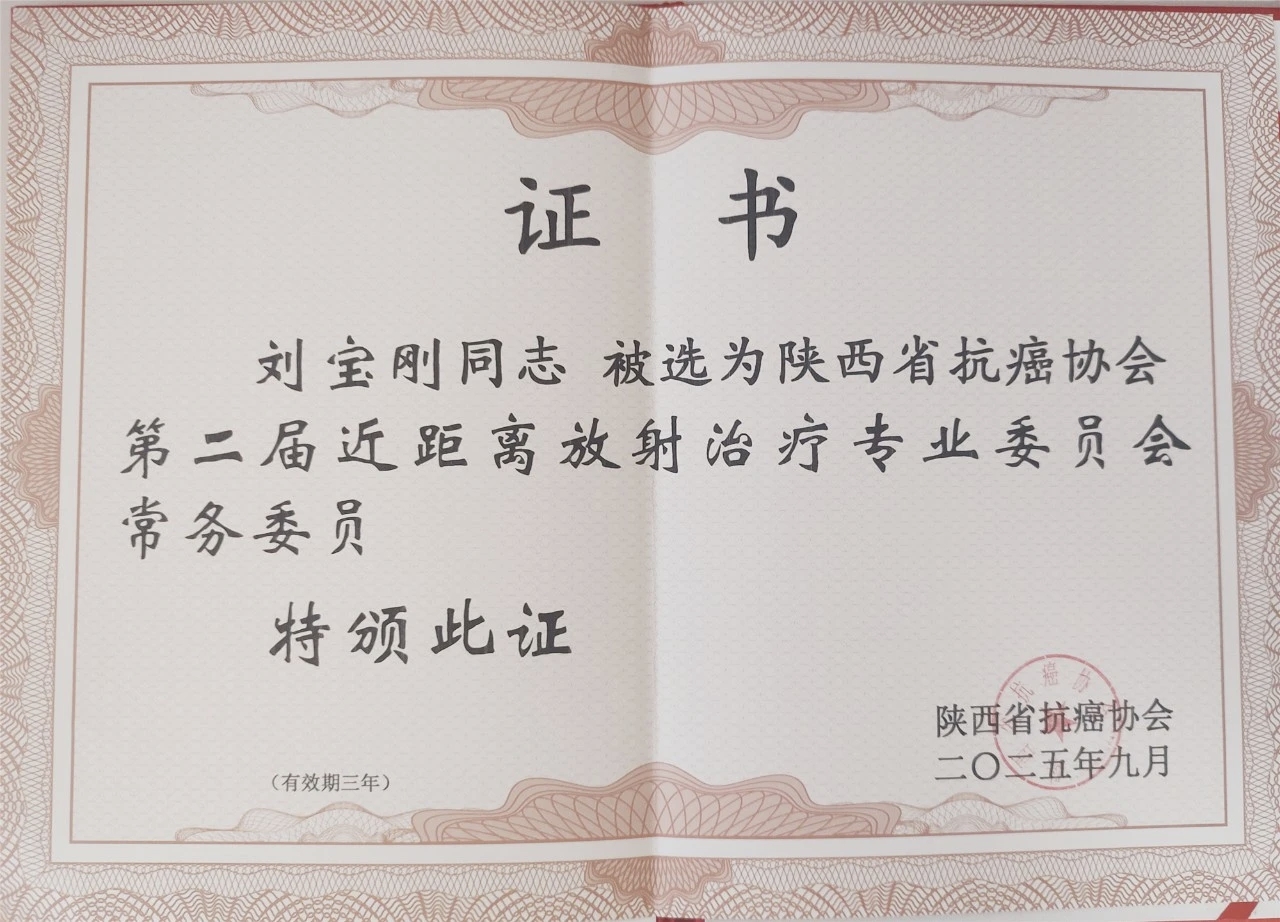 证 书
刘宝刚同志 被选为陕西省抗癌协会
第二届近距离放射治疗专业委员会
常务委员
特颁此证
陕西省抗癌协会
二〇二五年九月
（有效期三年）
抗癌协